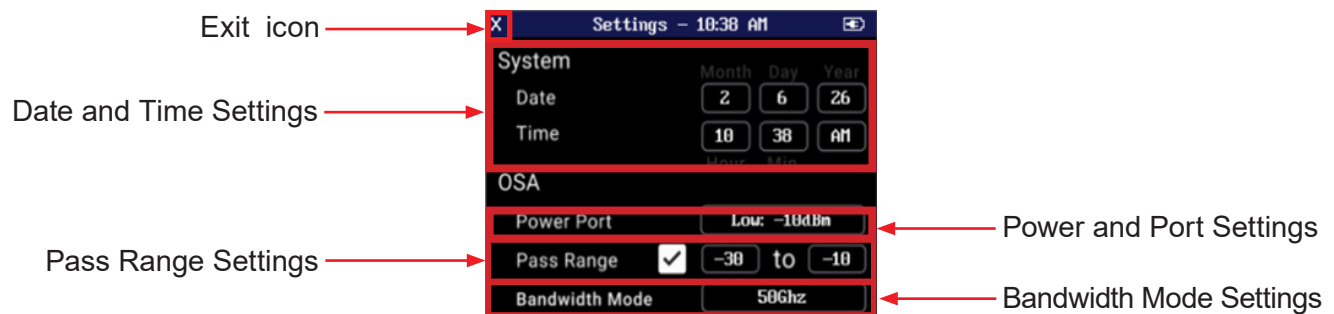 Exit icon
X Settings - 10:38 AM
System
Month Day Year
Date 2 6 26
Date and Time Settings
Time 10 38 AM
Hour Min
OSA
Power Port Low: -10dBm
Power and Port Settings
Pass Range Settings
Pass Range -30 to -10
Bandwidth Mode 50Ghz
Bandwidth Mode Settings